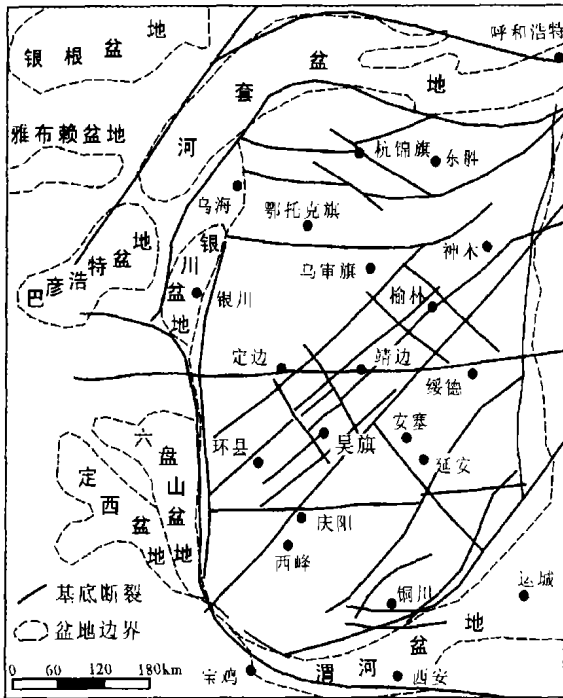 银根盆地
呼和浩特
河套盆地
雅布赖盆地
杭锦旗
东胜
乌海
鄂托克旗
巴彦浩特盆地
银川盆地
银川
乌审旗
神木
榆林
定边
靖边
绥德
安塞
吴旗
延安
环县
六盘山盆地
定西盆地
庆阳
西峰
铜川
运城
基底断裂
盆地边界
渭河盆地
宝鸡
西安
0 60 120 180km